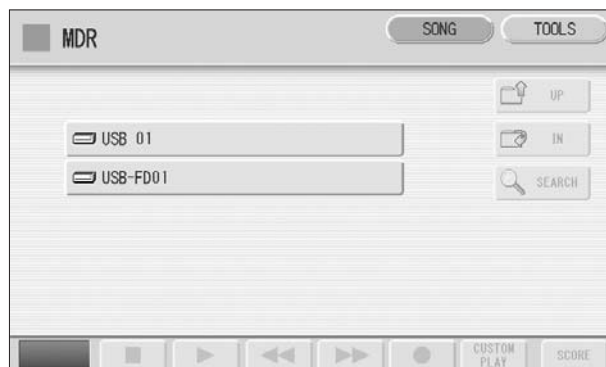 MDR
SONG
TOOLS
UP
USB 01
IN
USB-FD01
SEARCH
CUSTOM
PLAY
SCORE